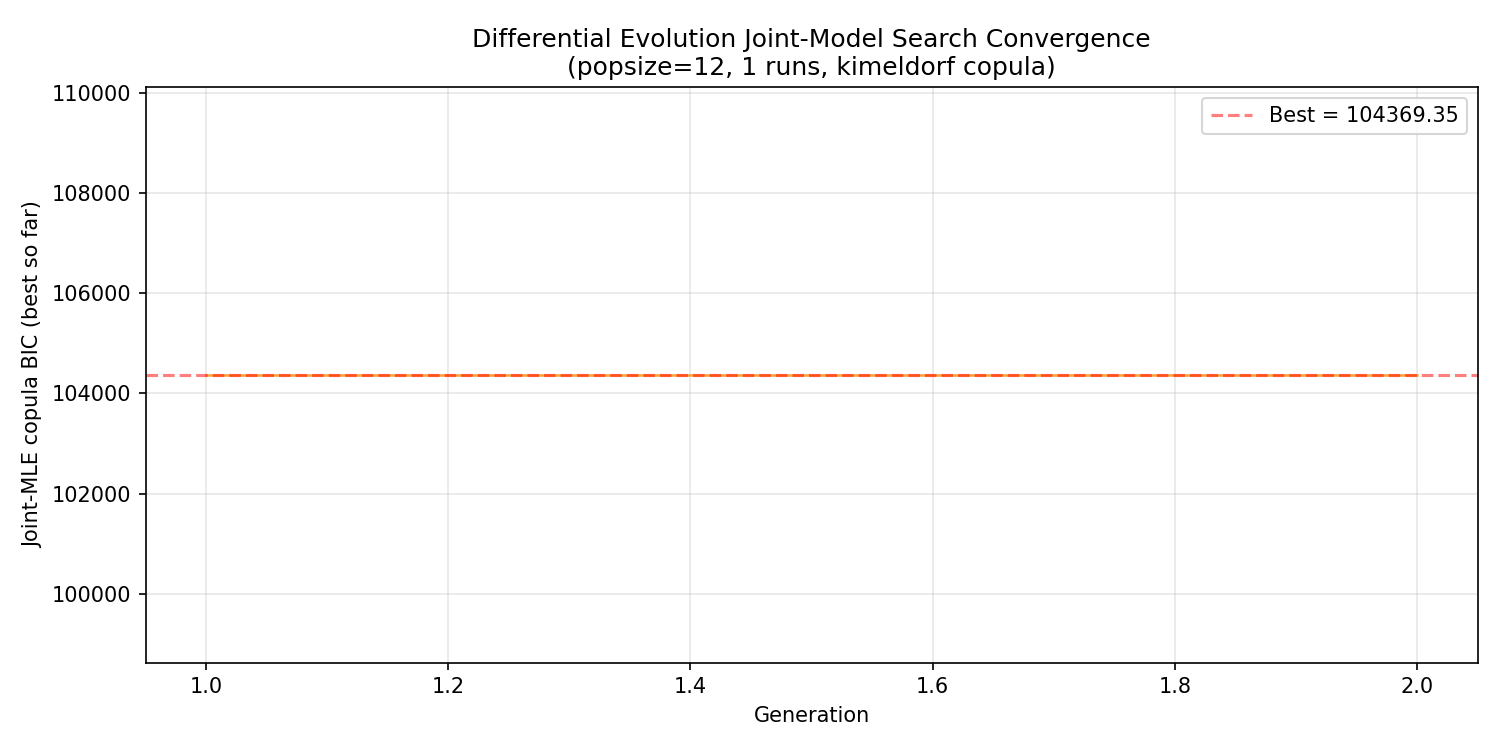 Differential Evolution Joint-Model Search Convergence
(popsize=12, 1 runs, kimeldorf copula)
Best = 104369.35
Joint-MLE copula BIC (best so far)
110000
108000
106000
104000
102000
100000
1.0
1.2
1.4
1.6
1.8
2.0
Generation